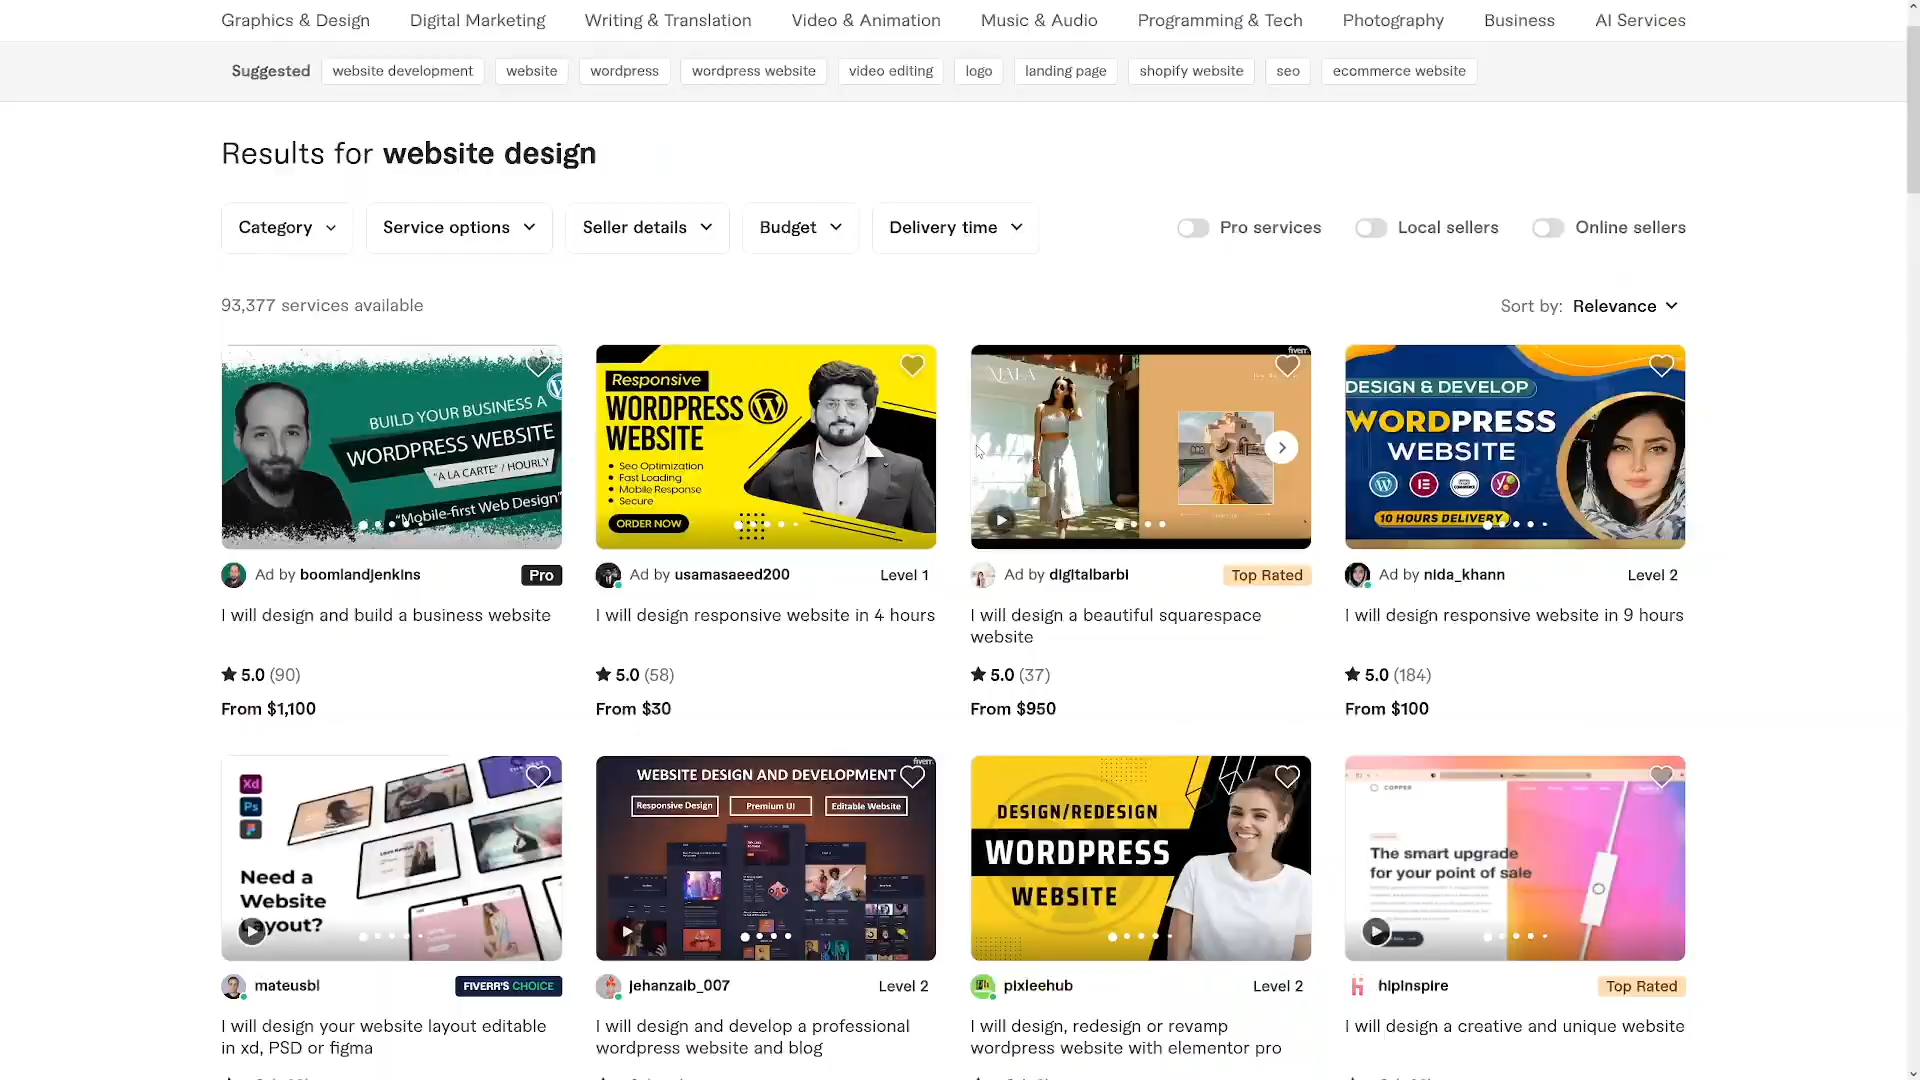 Graphics & Design Digital Marketing Writing & Translation Video & Animation Music & Audio Programming & Tech Photography Business AI Services
Suggested website development website wordpress wordpress website video editing logo landing page shopify website seo ecommerce website
Results for website design
Category Service options Seller details Budget Delivery time Pro services Local sellers Online sellers
93,377 services available Sort by: Relevance
BUILD YOUR BUSINESS A
WORDPRESS WEBSITE
"A LA CARTE" / HOURLY
"Mobile-first Web Design"
Ad by boomlandjenkins Pro
I will design and build a business website
5.0 (90)
From $1,100
Responsive
WORDPRESS
WEBSITE
Seo Optimization
Fast Loading
Mobile Response
Secure
ORDER NOW
Ad by usamasaeed200 Level 1
I will design responsive website in 4 hours
5.0 (58)
From $30
fiverr.
Ad by digitalbarbi Top Rated
I will design a beautiful squarespace
website
5.0 (37)
From $950
DESIGN & DEVELOP
WORDPRESS
WEBSITE
10 HOURS DELIVERY
Ad by nida_khann Level 2
I will design responsive website in 9 hours
5.0 (184)
From $100
Xd
Ps
Need a
Website
Layout?
mateusbl FIVERR'S CHOICE
I will design your website layout editable
in xd, PSD or figma
fiverr.
WEBSITE DESIGN AND DEVELOPMENT
Responsive Design Premium UI Editable Website
jehanzaib_007 Level 2
I will design and develop a professional
wordpress website and blog
DESIGN/REDESIGN
WORDPRESS
WEBSITE
pixleehub Level 2
I will design, redesign or revamp
wordpress website with elementor pro
COPPER
The smart upgrade
for your point of sale
hipinspire Top Rated
I will design a creative and unique website